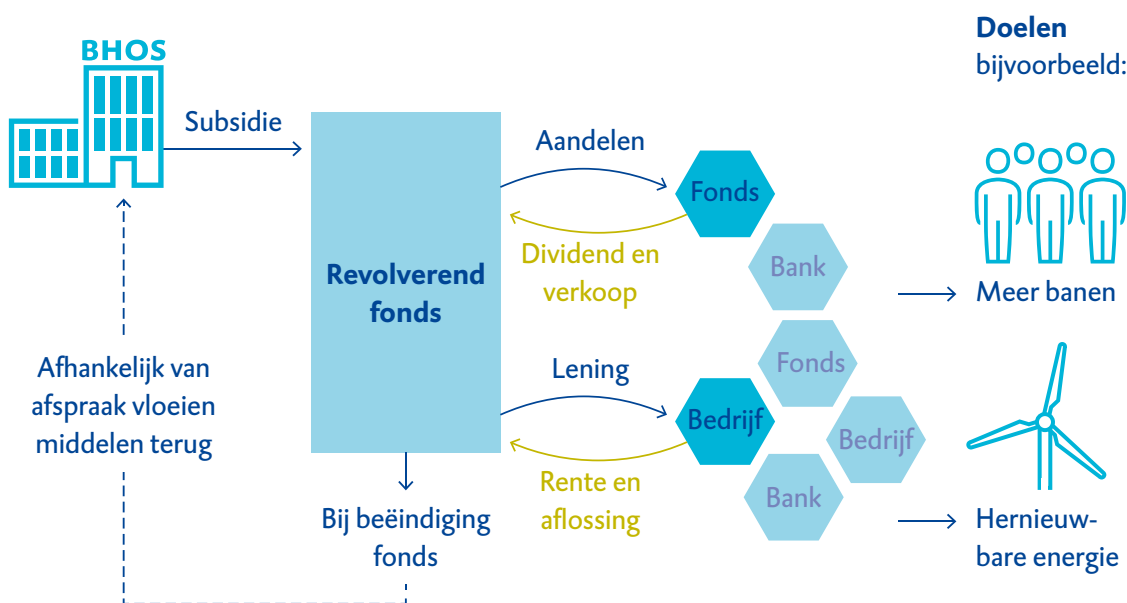 BHOS
Subsidie
Revolverend
fonds
Afhankelijk van
afspraak vloeien
middelen terug
Bij beëindiging
fonds
Aandelen
Dividend en
verkoop
Lening
Rente en
aflossing
Fonds
Bank
Fonds
Bedrijf
Bedrijf
Bank
Doelen
bijvoorbeeld:
Meer banen
Hernieuw-
bare energie